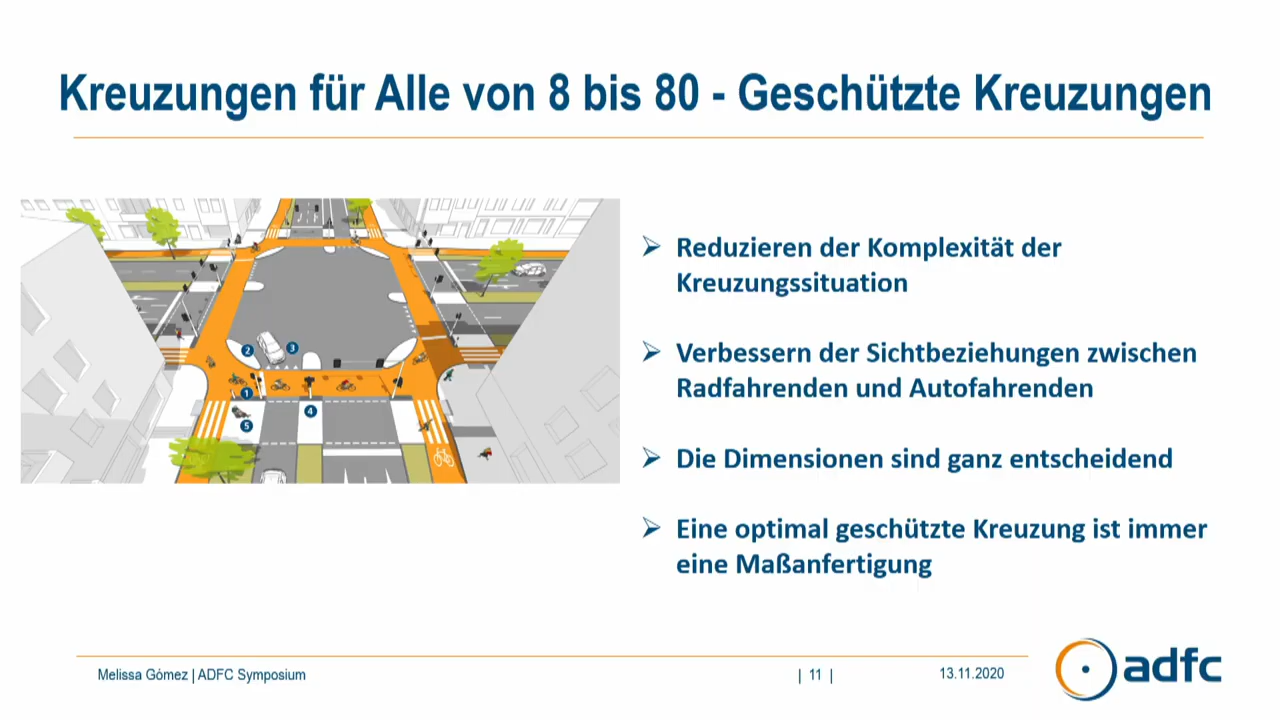 Kreuzungen für Alle von 8 bis 80 - Geschützte Kreuzungen
2
3
1
4
5
➢ Reduzieren der Komplexität der
Kreuzungssituation
➢ Verbessern der Sichtbeziehungen zwischen
Radfahrenden und Autofahrenden
➢ Die Dimensionen sind ganz entscheidend
➢ Eine optimal geschützte Kreuzung ist immer
eine Maßanfertigung
Melissa Gómez | ADFC Symposium
| 11 |
13.11.2020
adfc